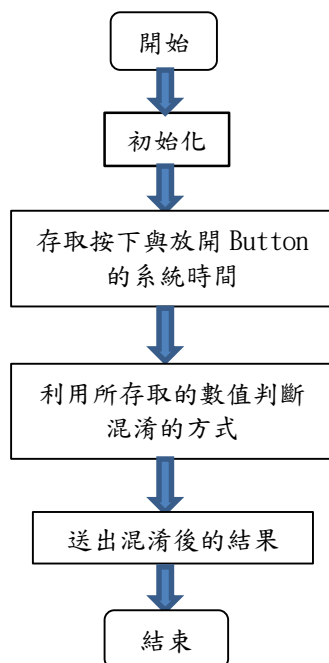 開始
初始化
存取按下與放開 Button
的系統時間
利用所存取的數值判斷
混淆的方式
送出混淆後的結果
結束